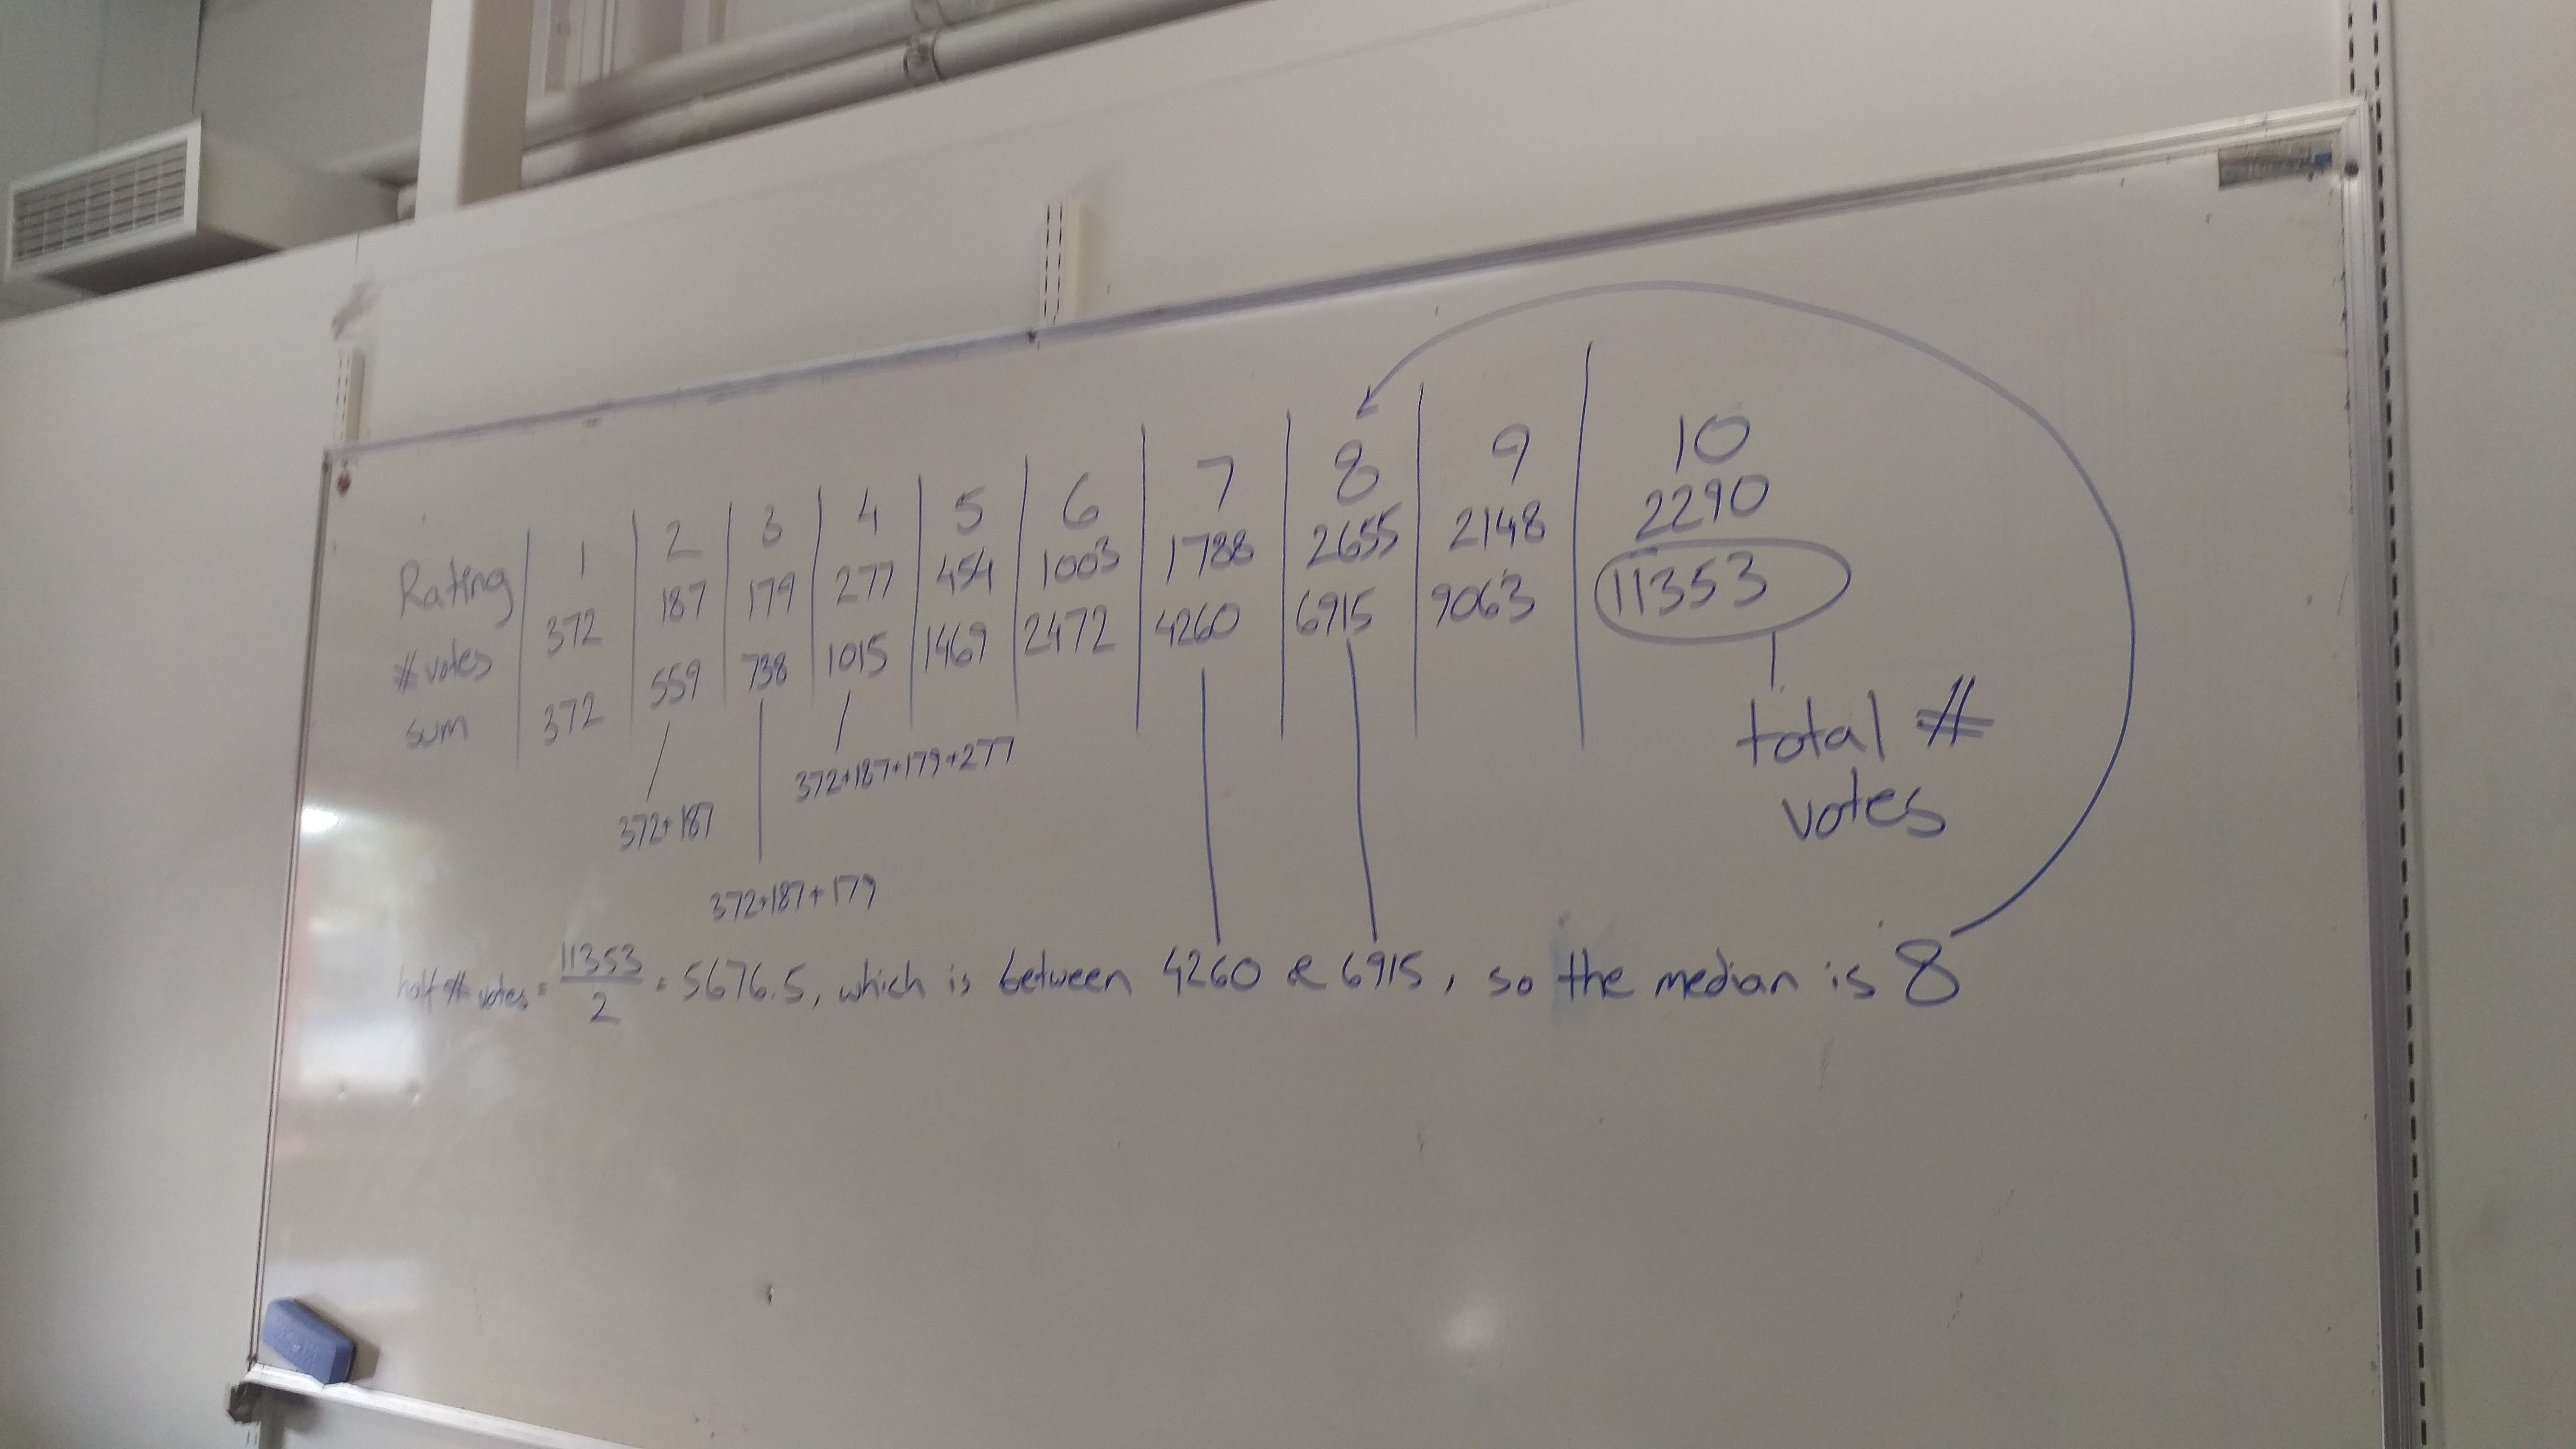 Rating 1 2 3 4 5 6 7 8 9 10
# votes 372 187 179 277 454 1003 1788 2655 2148 2290
sum 372 559 738 1015 1469 2472 4260 6915 9063 11353
372+187+179+277
372+187
372+187+179
total #
votes
half # votes = 11353/2 = 5676.5, which is between 4260 & 6915, so the median is 8